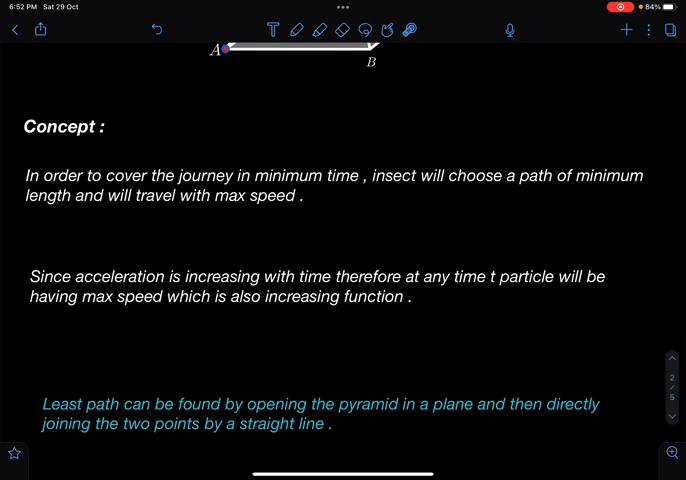 6:52 PM Sat 29 Oct
84%
A
B
Concept :
In order to cover the journey in minimum time , insect will choose a path of minimum
length and will travel with max speed .
Since acceleration is increasing with time therefore at any time t particle will be
having max speed which is also increasing function .
2
/
5
Least path can be found by opening the pyramid in a plane and then directly
joining the two points by a straight line .